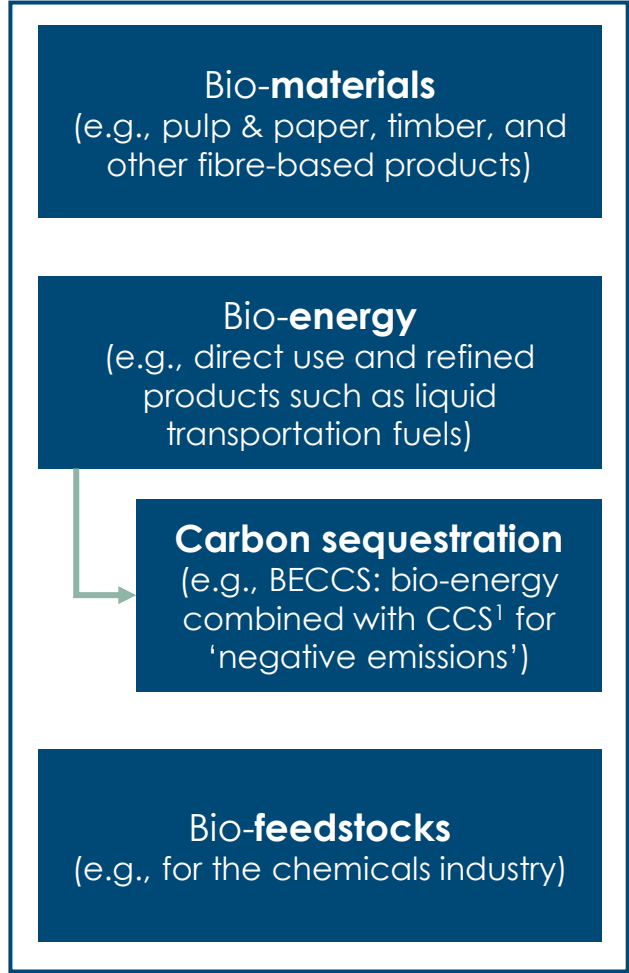 Bio-materials
(e.g., pulp & paper, timber, and
other fibre-based products)
Bio-energy
(e.g., direct use and refined
products such as liquid
transportation fuels)
Carbon sequestration
(e.g., BECCS: bio-energy
combined with CCS¹ for
‘negative emissions’)
Bio-feedstocks
(e.g., for the chemicals industry)